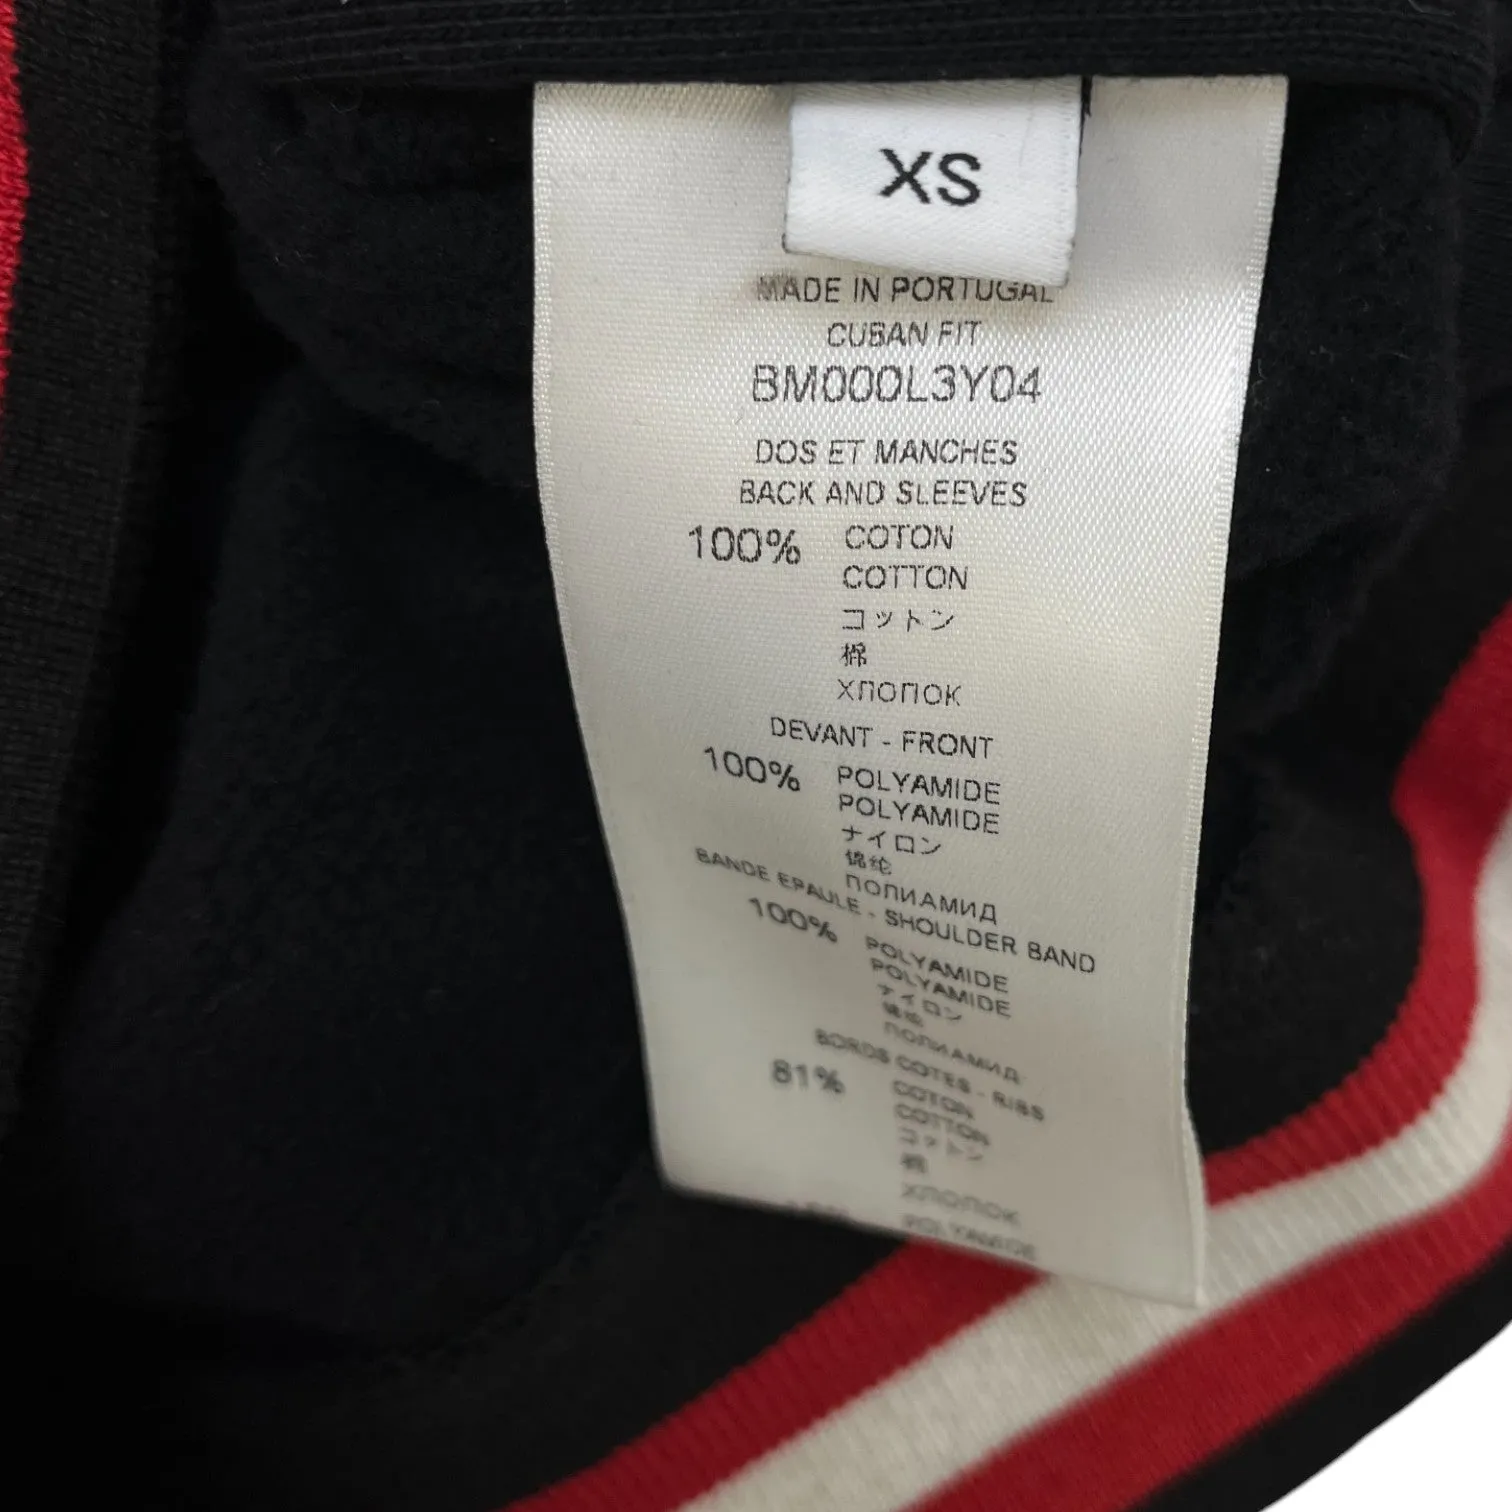 XS
MADE IN PORTUGAL
CUBAN FIT
BM000L3Y04
DOS ET MANCHES
BACK AND SLEEVES
100% COTON
COTTON
コットン
棉
ХЛОПОК
DEVANT - FRONT
100% POLYAMIDE
POLYAMIDE
ナイロン
锦纶
ПОЛИАМИД
BANDE EPAULE - SHOULDER BAND
100% POLYAMIDE
POLYAMIDE
ナイロン
锦纶
ПОЛИАМИД
BORDS COTES - RIBS
81% COTON
COTTON
コットン
棉
ХЛОПОК
POLYAMIDE